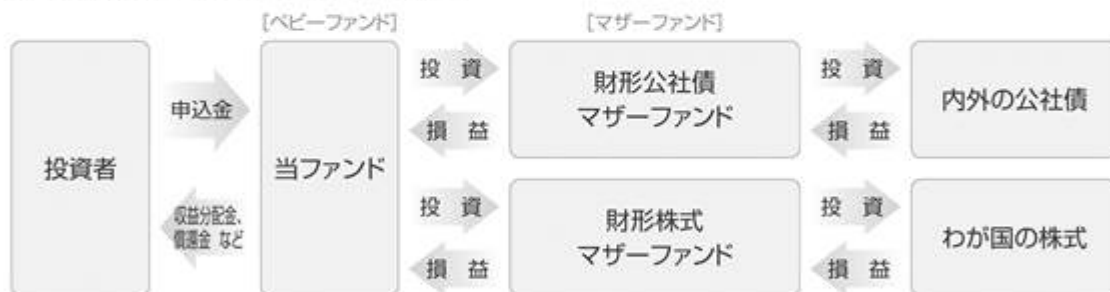 [ベビーファンド]
[マザーファンド]
投資者
申込金
収益分配金、
償還金 など
当ファンド
投 資
損 益
財形公社債
マザーファンド
投 資
損 益
内外の公社債
投 資
損 益
財形株式
マザーファンド
投 資
損 益
わが国の株式